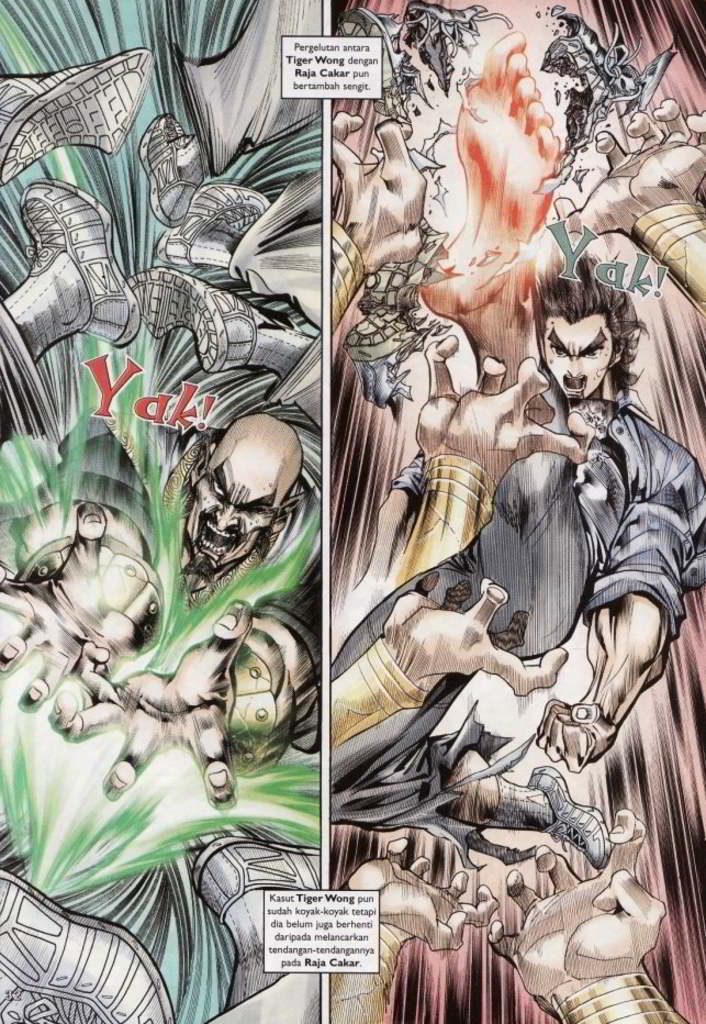 Pergelutan antara
Tiger Wong dengan
Raja Cakar pun
bertambah sengit.
Yak!
Yak!
Kasut Tiger Wong pun
sudah koyak-koyak tetapi
dia belum juga berhenti
daripada melancarkan
tendangan-tendangannya
pada Raja Cakar.
32